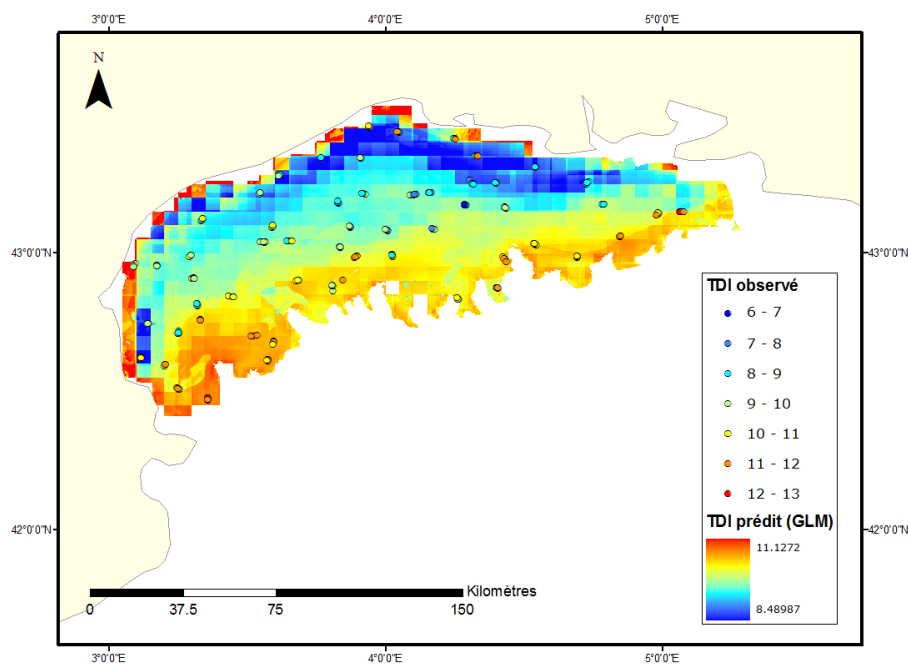 3°0'0"E 4°0'0"E 5°0'0"E
N
43°0'0"N 43°0'0"N
TDI observé
6 - 7
7 - 8
8 - 9
9 - 10
10 - 11
11 - 12
12 - 13
TDI prédit (GLM)
11.1272
8.48987
42°0'0"N 42°0'0"N
Kilomètres
0 37.5 75 150
3°0'0"E 4°0'0"E 5°0'0"E